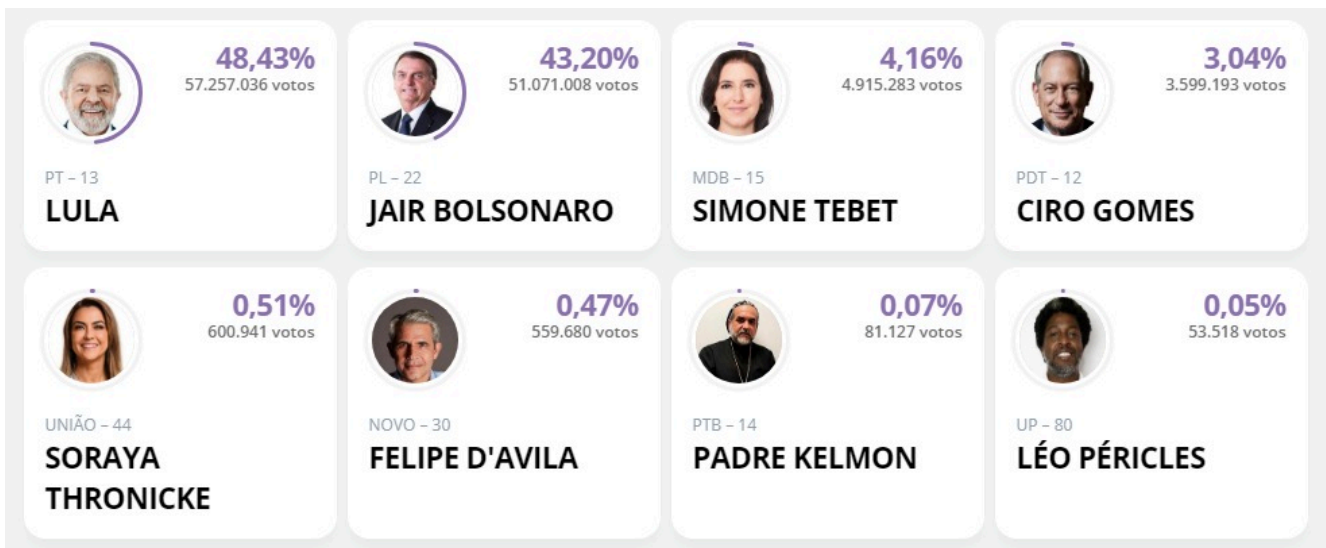 48,43%
57.257.036 votos
PT – 13
LULA
43,20%
51.071.008 votos
PL – 22
JAIR BOLSONARO
4,16%
4.915.283 votos
MDB – 15
SIMONE TEBET
3,04%
3.599.193 votos
PDT – 12
CIRO GOMES
0,51%
600.941 votos
UNIÃO – 44
SORAYA
THRONICKE
0,47%
559.680 votos
NOVO – 30
FELIPE D'AVILA
0,07%
81.127 votos
PTB – 14
PADRE KELMON
0,05%
53.518 votos
UP – 80
LÉO PÉRICLES